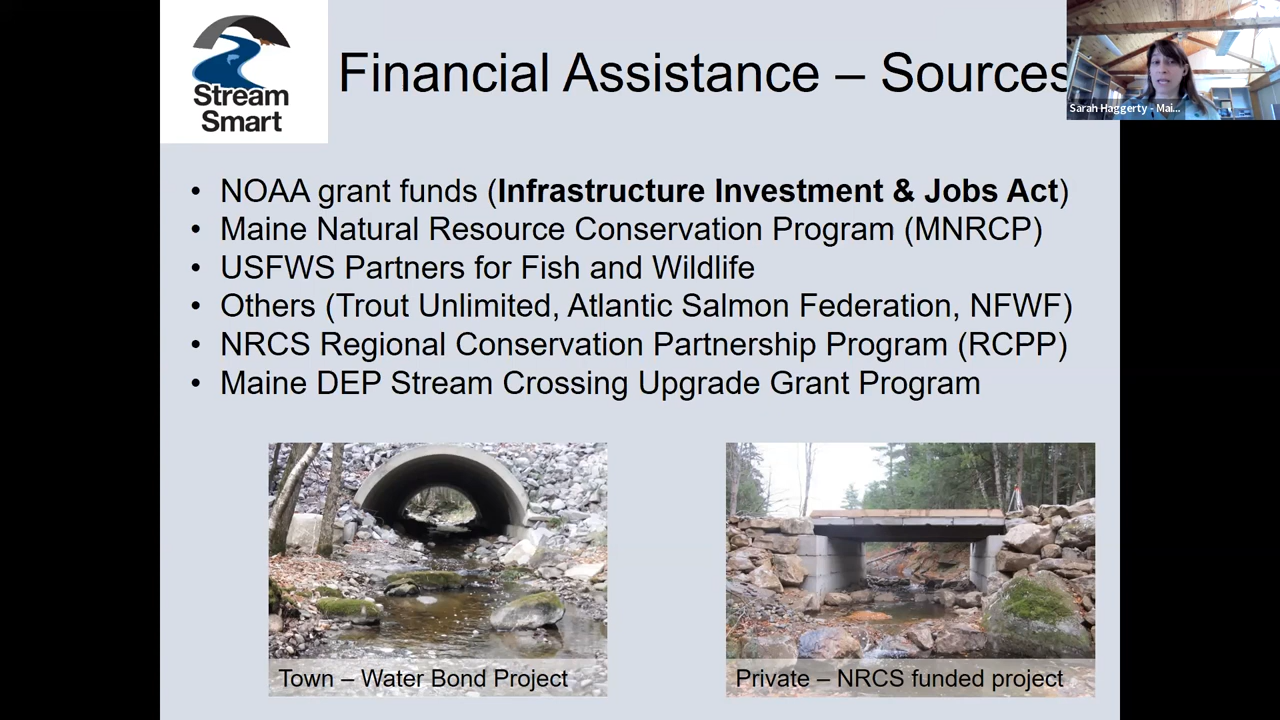 Stream
Smart
Financial Assistance – Sources
Sarah Haggerty - Mai...
• NOAA grant funds (Infrastructure Investment & Jobs Act)
• Maine Natural Resource Conservation Program (MNRCP)
• USFWS Partners for Fish and Wildlife
• Others (Trout Unlimited, Atlantic Salmon Federation, NFWF)
• NRCS Regional Conservation Partnership Program (RCPP)
• Maine DEP Stream Crossing Upgrade Grant Program
Town – Water Bond Project
Private – NRCS funded project